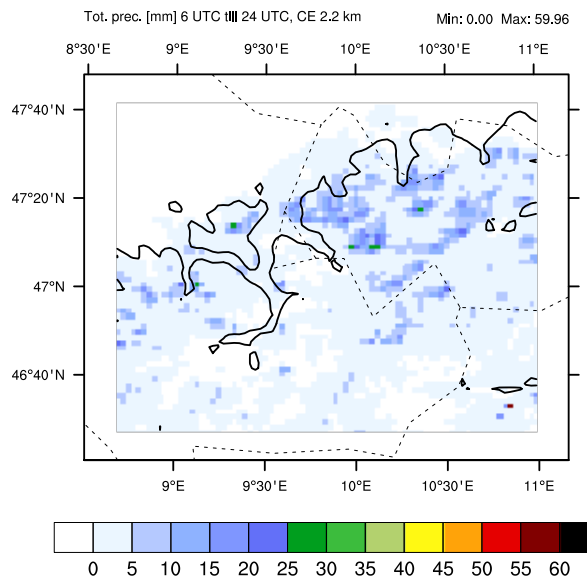 Tot. prec. [mm] 6 UTC tlll 24 UTC, CE 2.2 km Min: 0.00 Max: 59.96
8°30'E 9°E 9°30'E 10°E 10°30'E 11°E
47°40'N
47°20'N
47°N
46°40'N
9°E 9°30'E 10°E 10°30'E 11°E
0 5 10 15 20 25 30 35 40 45 50 55 60